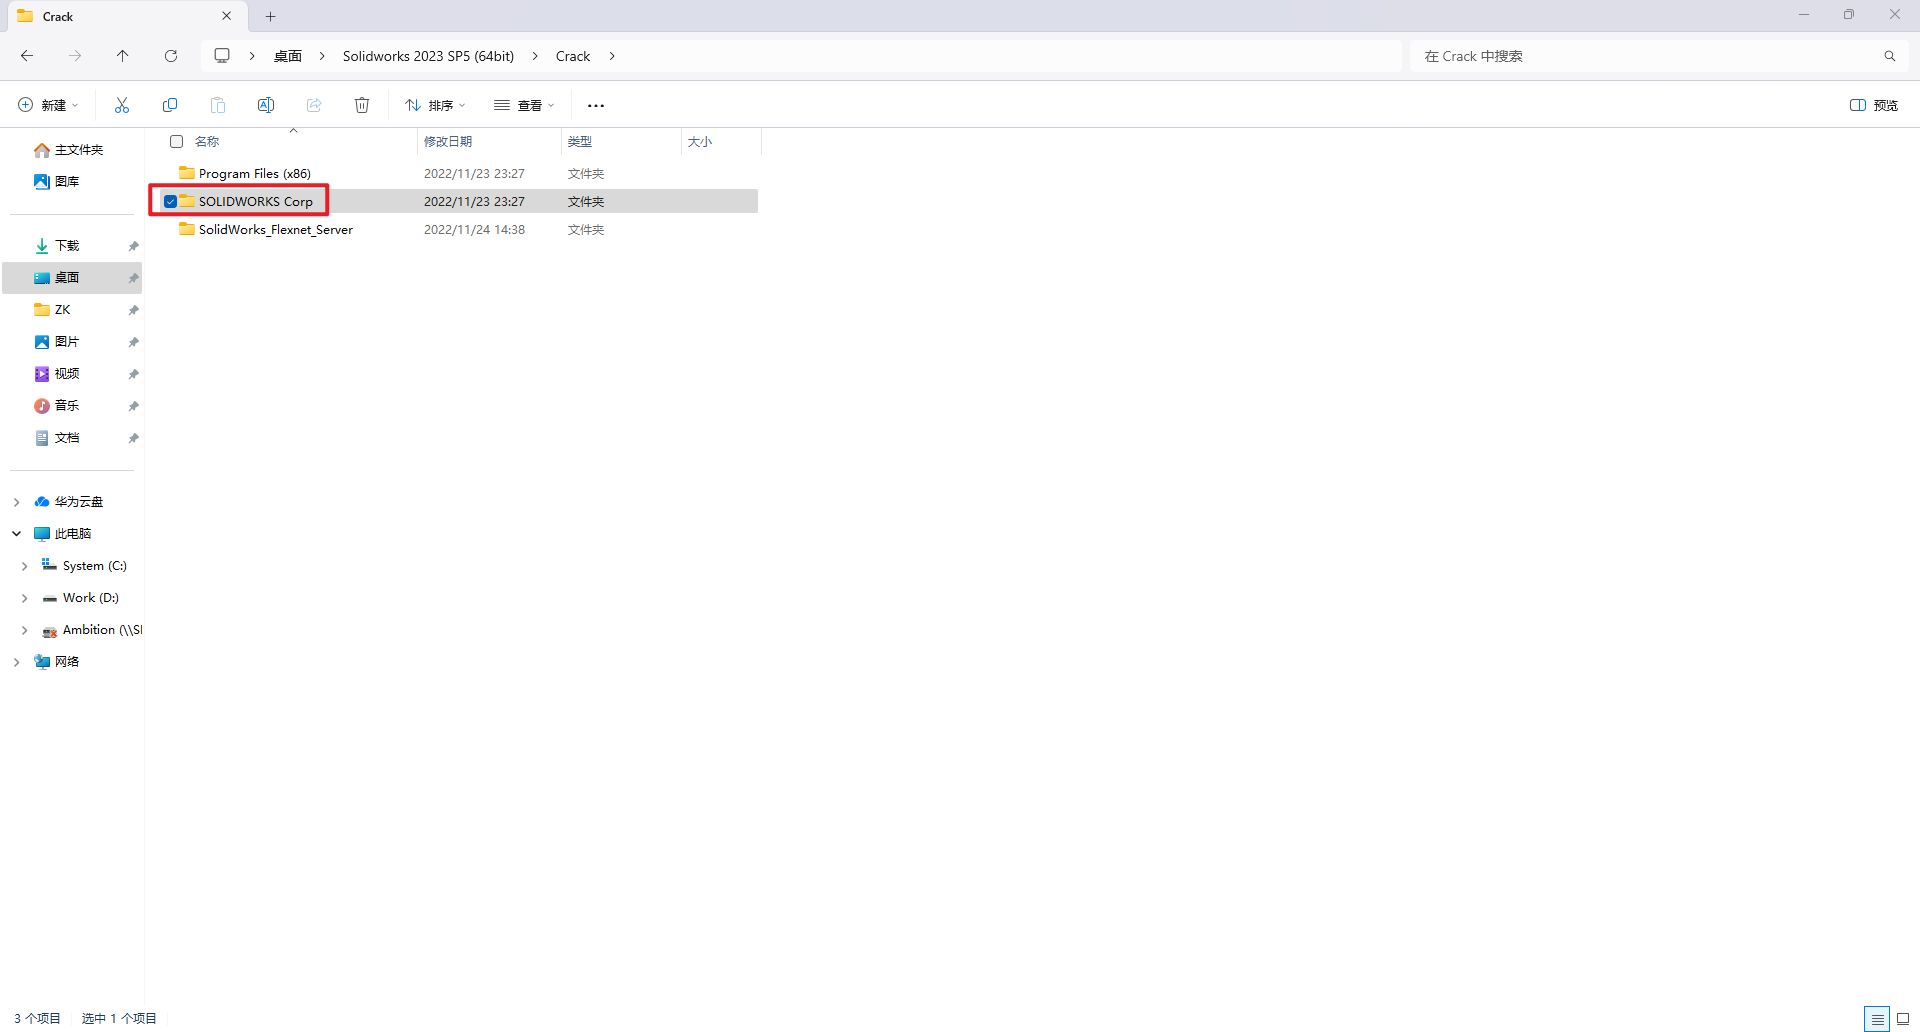 Crack
桌面
Solidworks 2023 SP5 (64bit)
Crack
在 Crack 中搜索
新建
排序
查看
预览
主文件夹
图库
下载
桌面
ZK
图片
视频
音乐
文档
华为云盘
此电脑
System (C:)
Work (D:)
Ambition (\\SI
网络
名称
修改日期
类型
大小
Program Files (x86)
2022/11/23 23:27
文件夹
SOLIDWORKS Corp
2022/11/23 23:27
文件夹
SolidWorks_Flexnet_Server
2022/11/24 14:38
文件夹
3 个项目
选中 1 个项目